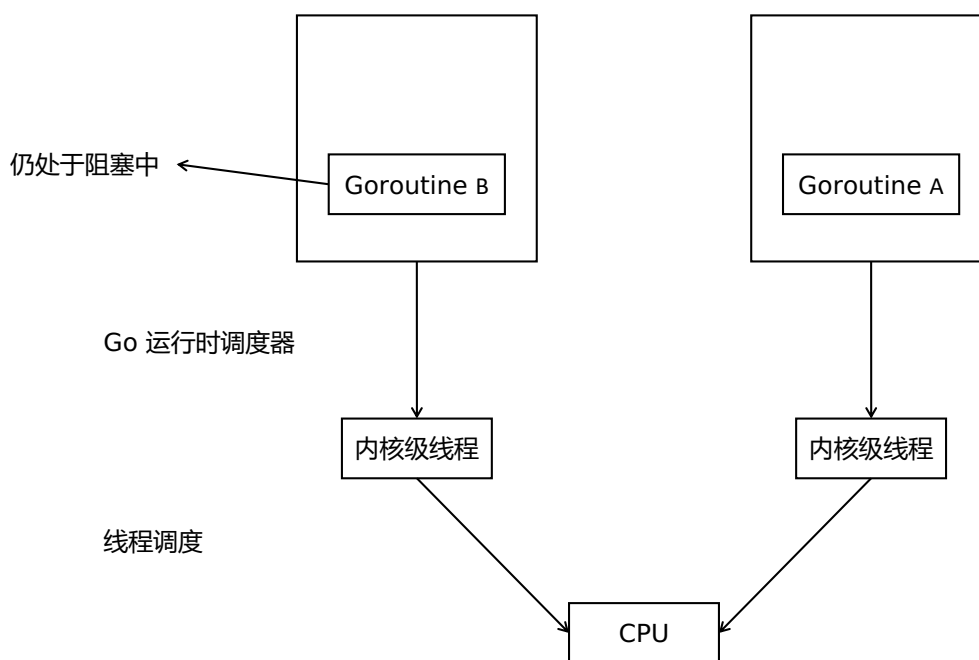 仍处于阻塞中
Goroutine B
Goroutine A
Go 运行时调度器
内核级线程
内核级线程
线程调度
CPU